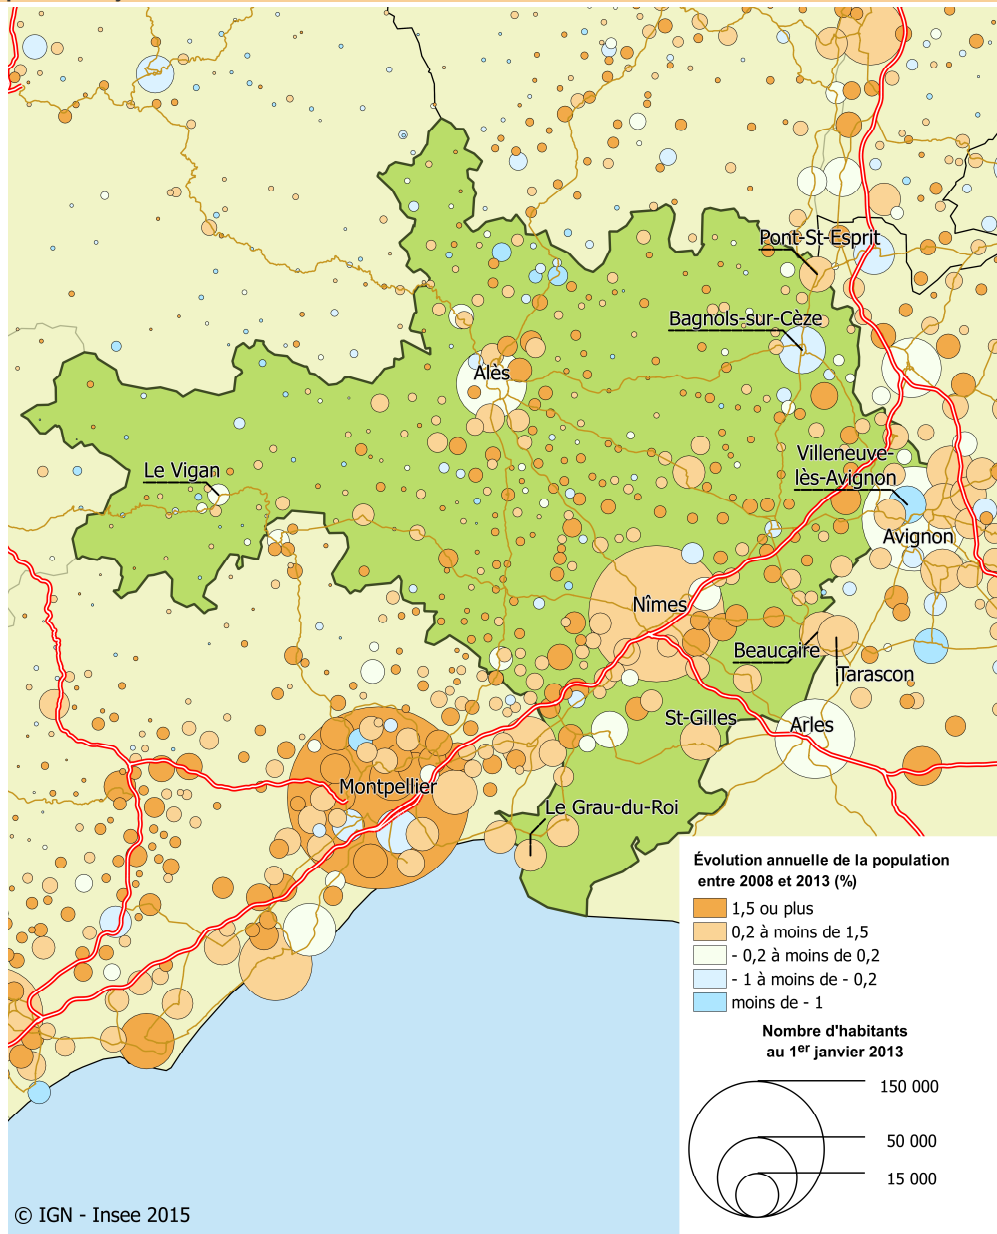 Pont-St-Esprit
Bagnols-sur-Cèze
Alès
Villeneuve-
lès-Avignon
Le Vigan
Avignon
Nîmes
Beaucaire
Tarascon
St-Gilles
Arles
Montpellier
Le Grau-du-Roi
Évolution annuelle de la population
entre 2008 et 2013 (%)
1,5 ou plus
0,2 à moins de 1,5
- 0,2 à moins de 0,2
- 1 à moins de - 0,2
moins de - 1
Nombre d'habitants
au 1er janvier 2013
150 000
50 000
15 000
© IGN - Insee 2015